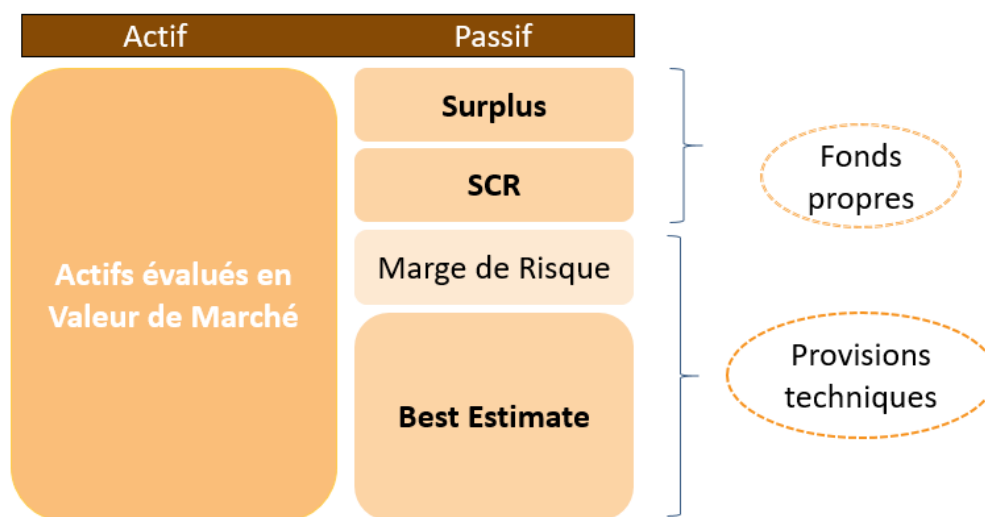 Actif
Passif
Actifs évalués en
Valeur de Marché
Surplus
SCR
Marge de Risque
Best Estimate
Fonds
propres
Provisions
techniques